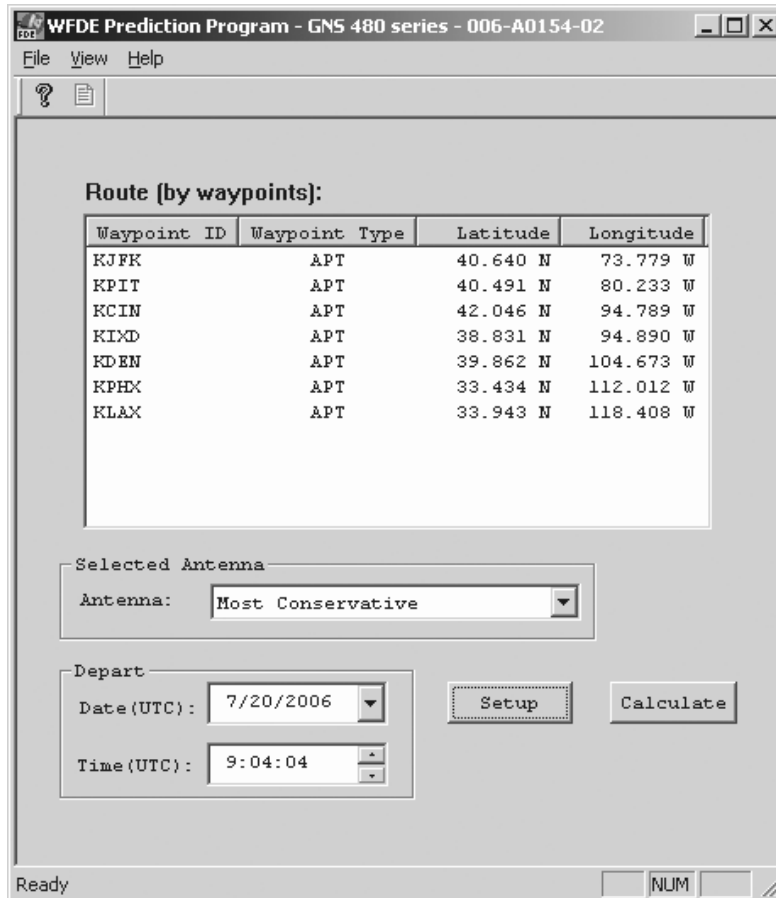 WFDE Prediction Program - GNS 480 series - 006-A0154-02
File View Help
Route (by waypoints):
Waypoint ID Waypoint Type Latitude Longitude
KJFK APT 40.640 N 73.779 W
KPIT APT 40.491 N 80.233 W
KCIN APT 42.046 N 94.789 W
KIXD APT 38.831 N 94.890 W
KDEN APT 39.862 N 104.673 W
KPHX APT 33.434 N 112.012 W
KLAX APT 33.943 N 118.408 W
Selected Antenna
Antenna: Most Conservative
Depart
Date(UTC): 7/20/2006 Setup Calculate
Time(UTC): 9:04:04
Ready NUM